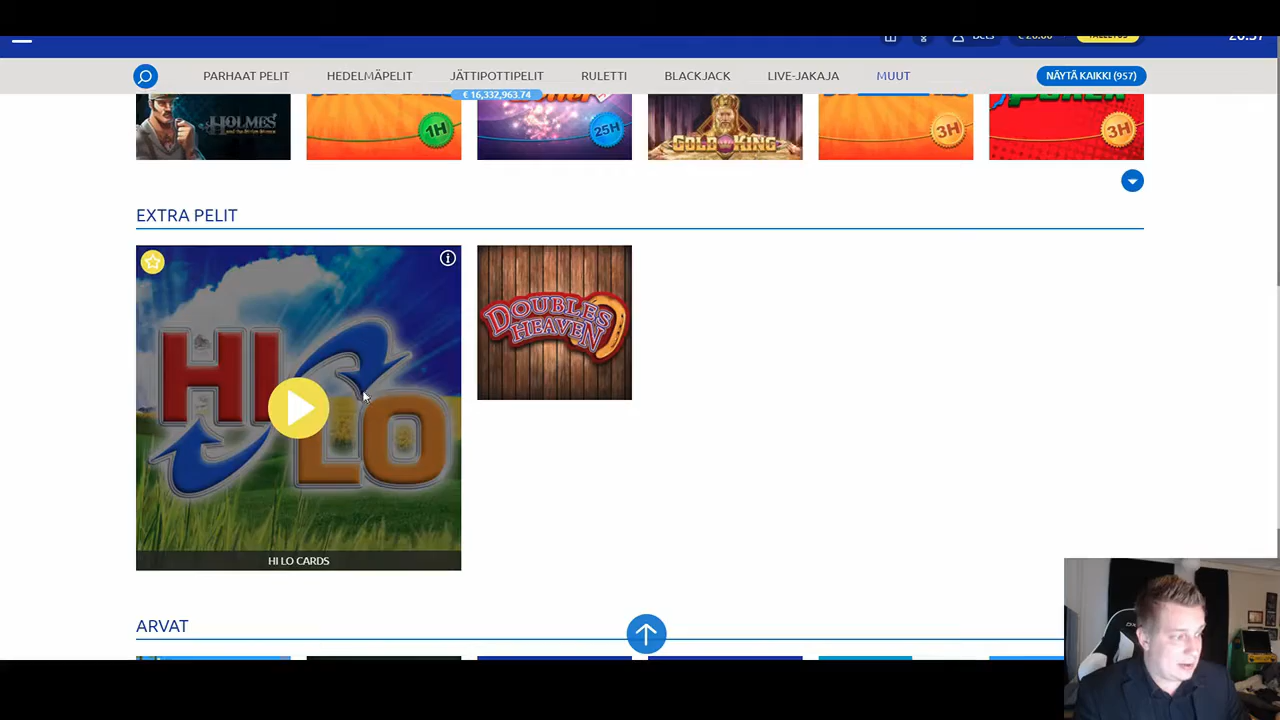 PARHAAT PELIT
HEDELMÄPELIT
JÄTTIPOTTIPELIT
RULETTI
BLACKJACK
LIVE-JAKAJA
MUUT
NÄYTÄ KAIKKI (957)
€ 16,332,963.74
HOLMES
1H
25H
GOLD KING
3H
3H
EXTRA PELIT
HI
LO
DOUBLES
HEAVEN
HI LO CARDS
ARVAT